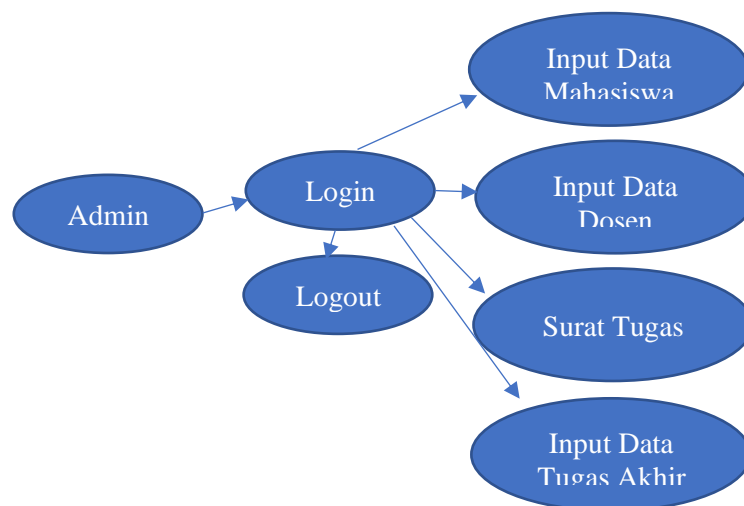 Input Data
Mahasiswa
Login
Input Data
Dosen
Admin
Logout
Surat Tugas
Input Data
Tugas Akhir